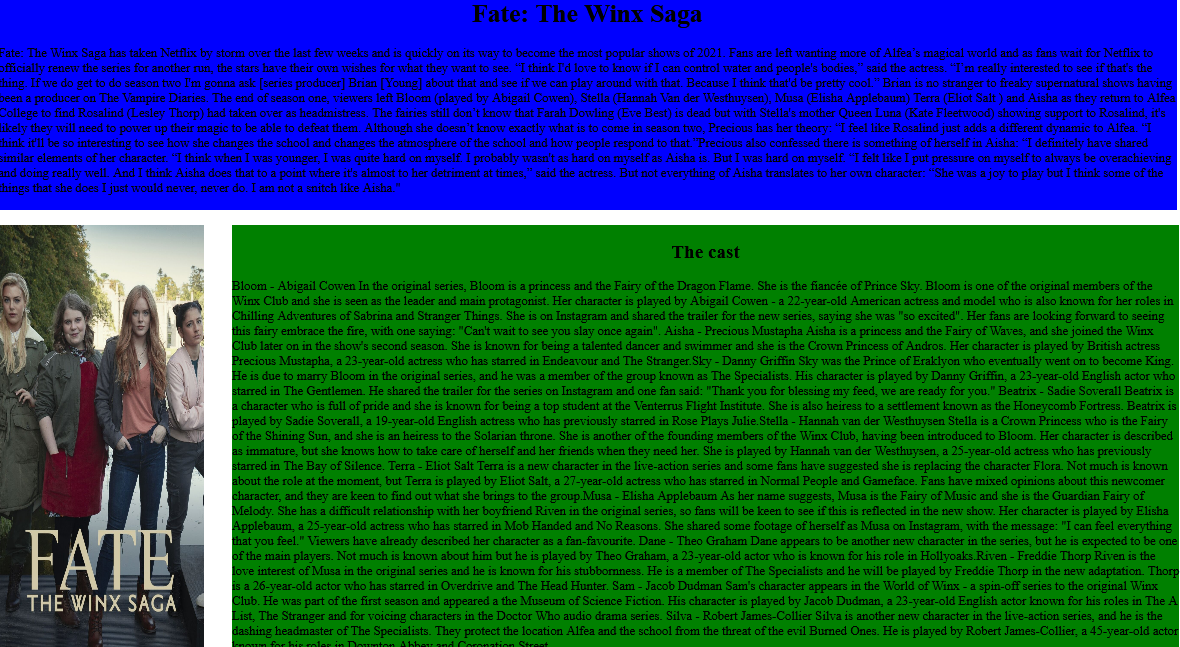 Fate: The Winx Saga
Fate: The Winx Saga has taken Netflix by storm over the last few weeks and is quickly on its way to become the most popular shows of 2021. Fans are left wanting more of Alfea's magical world and as fans wait for Netflix to
officially renew the series for another run, the stars have their own wishes for what they want to see. "I think I'd love to know if I can control water and people's bodies," said the actress. " I'm really interested to see if that's the
thing. If we do get to do season two I'm gonna ask [series producer] Brian [Young] about that and see if we can play around with that. Because I think that'd be pretty cool." Brian is no stranger to freaky supernatural shows having
been a producer on The Vampire Diaries. The end of season one, viewers left Bloom (played by Abigail Cowen), Stella (Hannah Van der Westhuysen), Musa (Elisha Applebaum) Terra (Eliot Salt ) and Aisha as they return to Alfea
College to find Rosalind (Lesley Thorp) had taken over as headmistress. The fairies still don't know that Farah Dowling (Eve Best) is dead but with Stella's mother Queen Luna (Kate Fleetwood) showing support to Rosalind, it's
likely they will need to power up their magic to be able to defeat them. Although she doesn't know exactly what is to come in season two, Precious has her theory: "I feel like Rosalind just adds a different dynamic to Alfea. "I
think it'll be so interesting to see how she changes the school and changes the atmosphere of the school and how people respond to that."Precious also confessed there is something of herself in Aisha: "I definitely have shared
similar elements of her character. "I think when I was younger, I was quite hard on myself. I probably wasn't as hard on myself as Aisha is. But I was hard on myself. "I felt like I put pressure on myself to always be overachieving
and doing really well. And I think Aisha does that to a point where it's almost to her detriment at times," said the actress. But not everything of Aisha translates to her own character. "She was a joy to play but I think some of the
things that she does I just would never, never do. I am not a snitch like Aisha."
The cast
Bloom - Abigail Cowen In the original series, Bloom is a princess and the Fairy of the Dragon Flame. She is the fiancée of Prince Sky. Bloom is one of the original members of the
Winx Club and she is seen as the leader and main protagonist. Her character is played by Abigail Cowen - a 22-year-old American actress and model who is also known for her roles in
Chilling Adventures of Sabrina and Stranger Things. She is on Instagram and shared the trailer for the new series, saying she was "so excited". Her fans are looking forward to seeing
this fairy embrace the fire, with one saying: "Can't wait to see you slay once again". Aisha - Precious Mustapha Aisha is a princess and the Fairy of Waves, and she joined the Winx
Club later on in the show's second season. She is known for being a talented dancer and swimmer and she is the Crown Princess of Andros. Her character is played by British actress
Precious Mustapha, a 23-year-old actress who has starred in Endeavour and The Stranger.Sky - Danny Griffin Sky was the Prince of Eraklyon who eventually went on to become King.
He is due to marry Bloom in the original series, and he was a member of the group known as The Specialists. His character is played by Danny Griffin, a 23-year-old English actor who
starred in The Gentlemen. He shared the trailer for the series on Instagram and one fan said: "Thank you for blessing my feed, we are ready for you." Beatrix - Sadie Soverall Beatrix is
a character who is full of pride and she is known for being a top student at the Venterrus Flight Institute. She is also heiress to a settlement known as the Honeycomb Fortress. Beatrix is
played by Sadie Soverall, a 19-year-old English actress who has previously starred in Rose Plays Julie.Stella - Hannah van der Westhuysen Stella is a Crown Princess who is the Fairy
of the Shining Sun, and she is an heiress to the Solarian throne. She is another of the founding members of the Winx Club, having been introduced to Bloom. Her character is described
as immature, but she knows how to take care of herself and her friends when they need her. She is played by Hannah van der Westhuysen, a 25-year-old actress who has previously
starred in The Bay of Silence. Terra - Eliot Salt Terra is a new character in the live-action series and some fans have suggested she is replacing the character Flora. Not much is known
about the role at the moment, but Terra is played by Eliot Salt, a 27-year-old actress who has starred in Normal People and Gameface. Fans have mixed opinions about this newcomer
character, and they are keen to find out what she brings to the group.Musa - Elisha Applebaum As her name suggests, Musa is the Fairy of Music and she is the Guardian Fairy of
Melody. She has a difficult relationship with her boyfriend Riven in the original series, so fans will be keen to see if this is reflected in the new show. Her character is played by Elisha
Applebaum, a 25-year-old actress who has starred in Mob Handed and No Reasons. She shared some footage of herself as Musa on Instagram, with the message: "I can feel everything
that you feel." Viewers have already described her character as a fan-favourite. Dane - Theo Graham Dane appears to be another new character in the series, but he is expected to be one
of the main players. Not much is known about him but he is played by Theo Graham, a 23-year-old actor who is known for his role in Hollyoaks.Riven - Freddie Thorp Riven is the
love interest of Musa in the original series and he is known for his stubbornness. He is a member of The Specialists and he will be played by Freddie Thorp in the new adaptation. Thorp
is a 26-year-old actor who has starred in Overdrive and The Head Hunter. Sam - Jacob Dudman Sam's character appears in the World of Winx - a spin-off series to the original Winx
Club. He was part of the first season and appeared a the Museum of Science Fiction. His character is played by Jacob Dudman, a 23-year-old English actor known for his roles in The A
List, The Stranger and for voicing characters in the Doctor Who audio drama series. Silva - Robert James-Collier Silva is another new character in the live-action series, and he is the
dashing headmaster of The Specialists. They protect the location Alfea and the school from the threat of the evil Burned Ones. He is played by Robert James-Collier, a 45-year-old actor
known for his roles in Downton Abbey and Coronation Street.
FATE
THE WINX SAGA